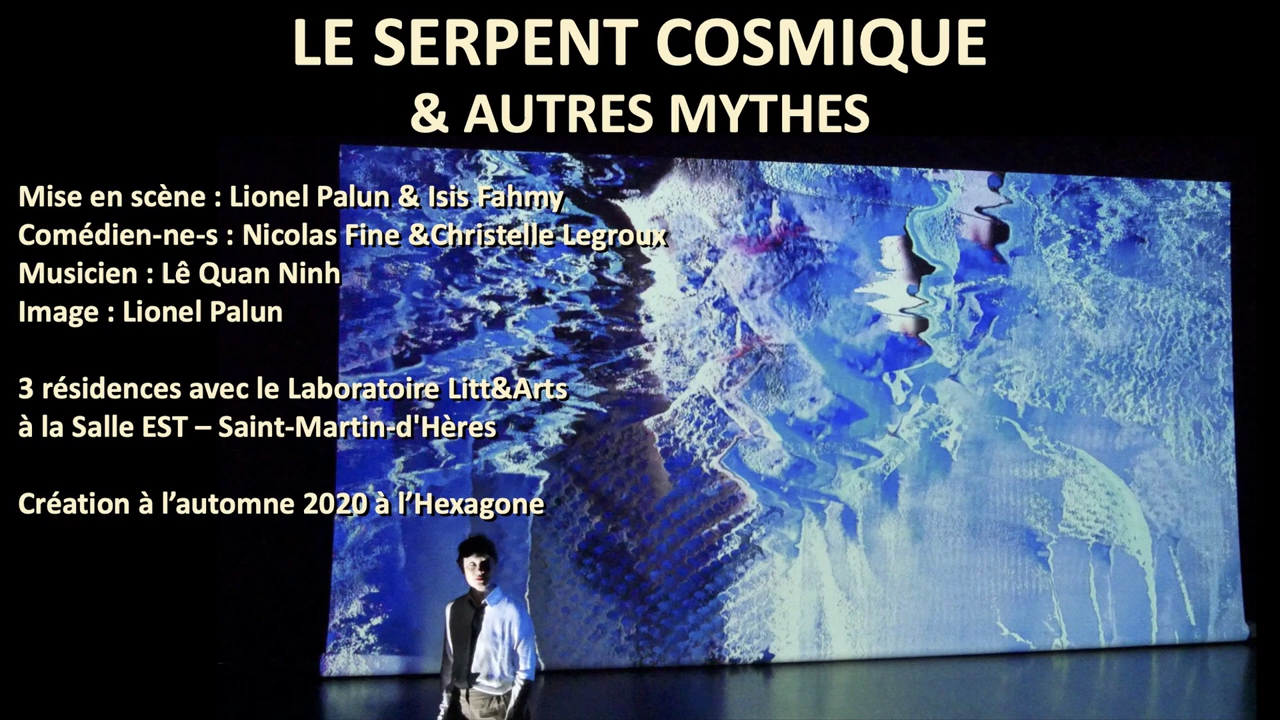 LE SERPENT COSMIQUE
& AUTRES MYTHES
Mise en scène : Lionel Palun & Isis Fahmy
Comédien-ne-s : Nicolas Fine &Christelle Legroux
Musicien : Lê Quan Ninh
Image : Lionel Palun
3 résidences avec le Laboratoire Litt&Arts
à la Salle EST – Saint-Martin-d'Hères
Création à l’automne 2020 à l’Hexagone